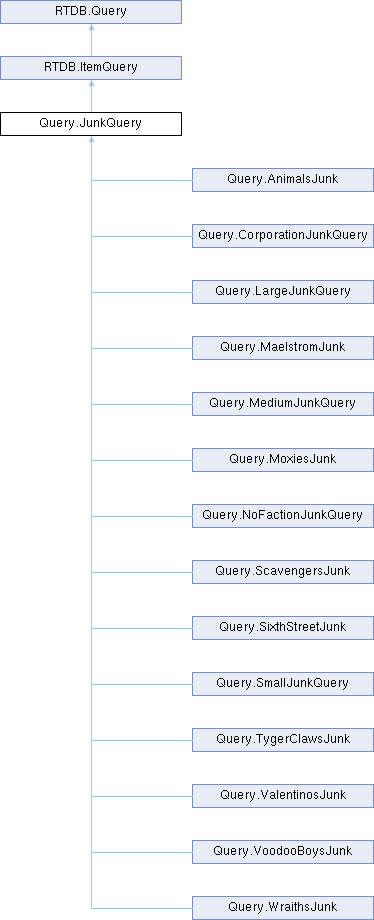 RTDB.Query
RTDB.ItemQuery
Query.JunkQuery
Query.AnimalsJunk
Query.CorporationJunkQuery
Query.LargeJunkQuery
Query.MaelstromJunk
Query.MediumJunkQuery
Query.MoxiesJunk
Query.NoFactionJunkQuery
Query.ScavengersJunk
Query.SixthStreetJunk
Query.SmallJunkQuery
Query.TygerClawsJunk
Query.ValentinosJunk
Query.VoodooBoysJunk
Query.WraithsJunk